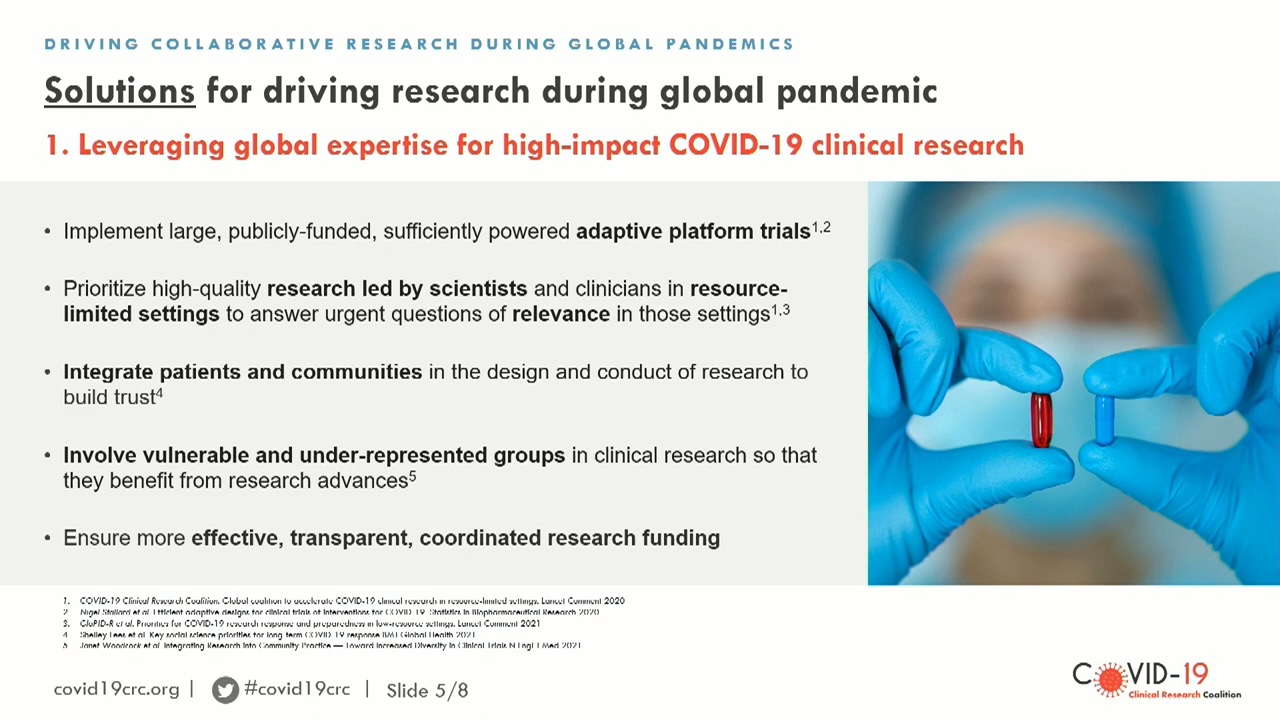 DRIVING COLLABORATIVE RESEARCH DURING GLOBAL PANDEMICS
Solutions for driving research during global pandemic
1. Leveraging global expertise for high-impact COVID-19 clinical research
• Implement large, publicly-funded, sufficiently powered adaptive platform trials1,2
• Prioritize high-quality research led by scientists and clinicians in resource-
limited settings to answer urgent questions of relevance in those settings1,3
• Integrate patients and communities in the design and conduct of research to
build trust4
• Involve vulnerable and under-represented groups in clinical research so that
they benefit from research advances5
• Ensure more effective, transparent, coordinated research funding
1. COVID-19 Clinical Research Coalition. Global coalition to accelerate COVID-19 clinical research in resource-limited settings. Lancet Comment 2020
2 Nigel Stallard et al. Efficient adaptive designs for clinical trials of interventions for COVID-19. Statistics in Biopharmaceutical Research 2020
3. GloPID-R et al. Priorities for COVID-19 research response and preparedness in low-resource settings. Lancet Comment 2021
4 Shelley Lees et al. Key social science priorities for long-term COVID-19 response BMJ Global Health 2021
5 Janet Woodcock et al. Integrating Research into Community Practice — Toward Increased Diversity in Clinical Trials N Engl J Med 2021
covid19crc.org | #covid19crc | Slide 5/8
COVID-19
Clinical Research Coalition